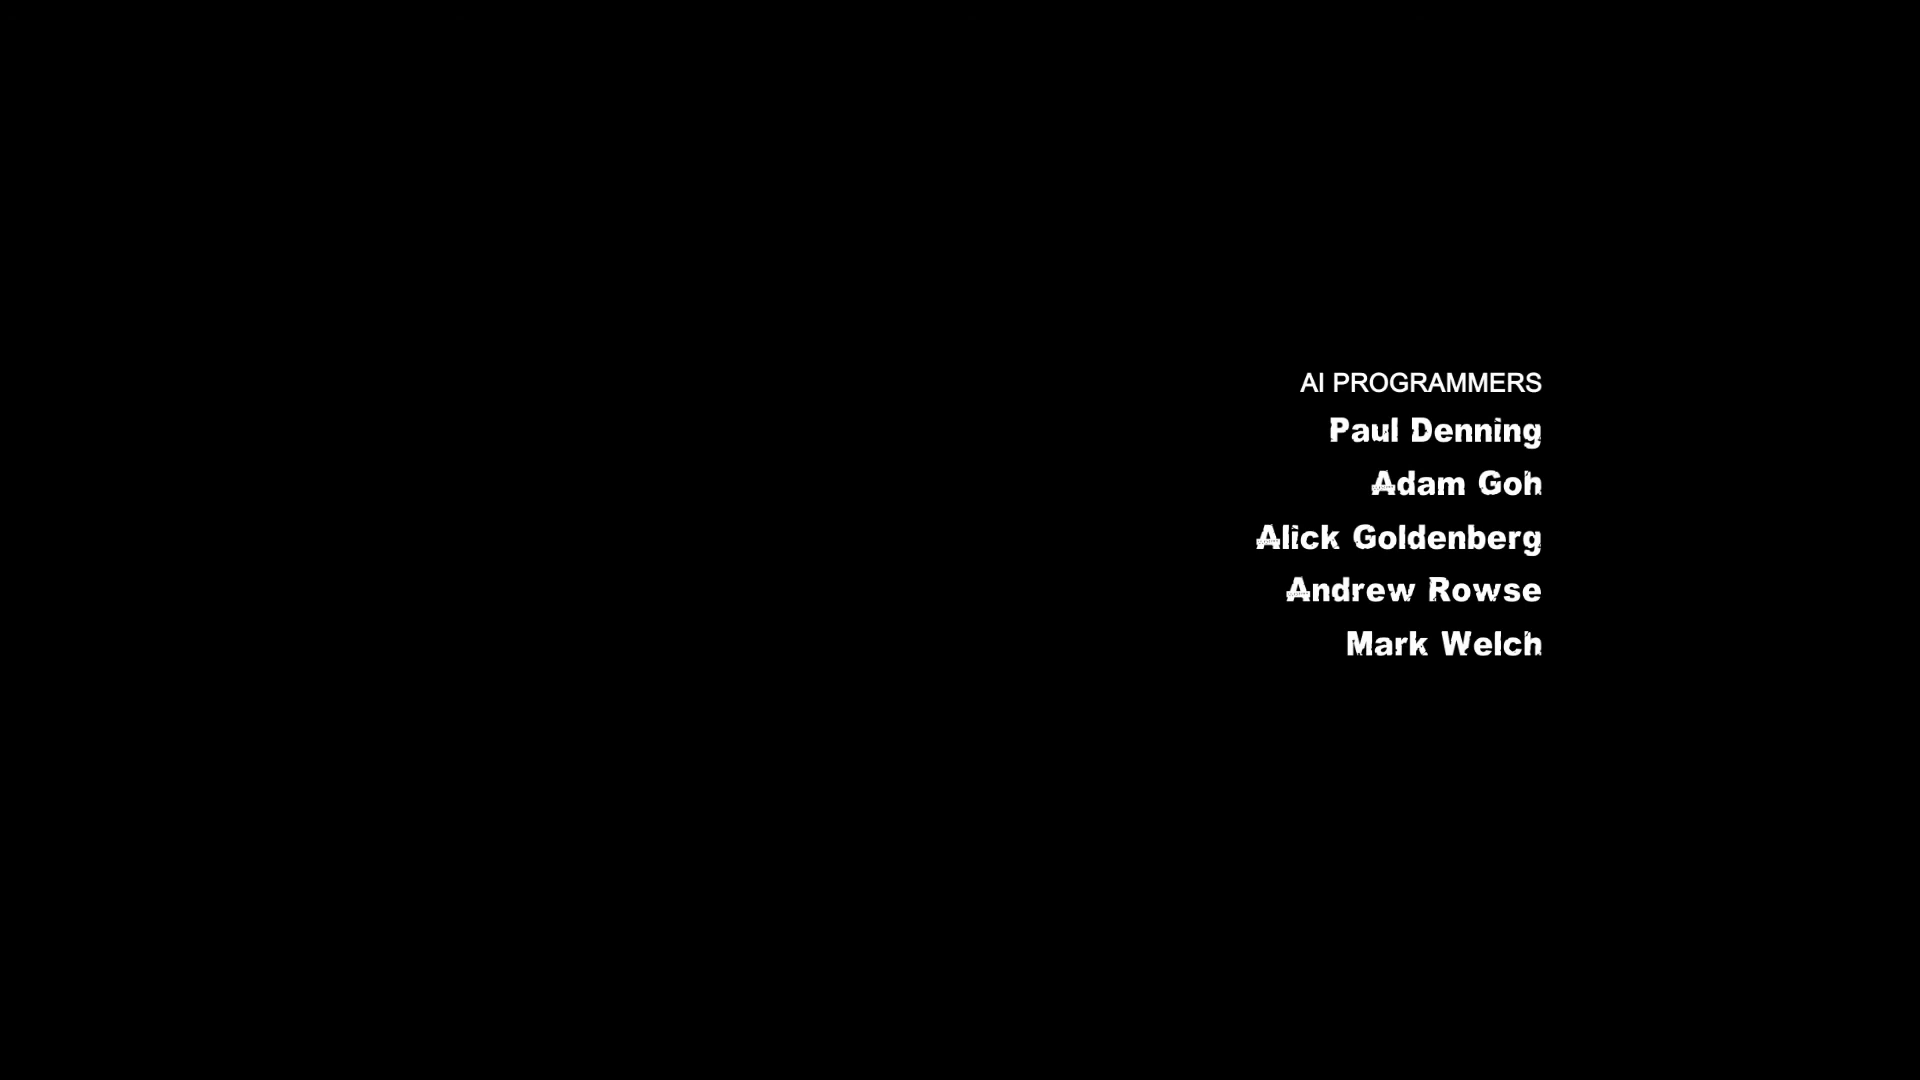 AI PROGRAMMERS
Paul Denning
Adam Goh
Alick Goldenberg
Andrew Rowse
Mark Welch